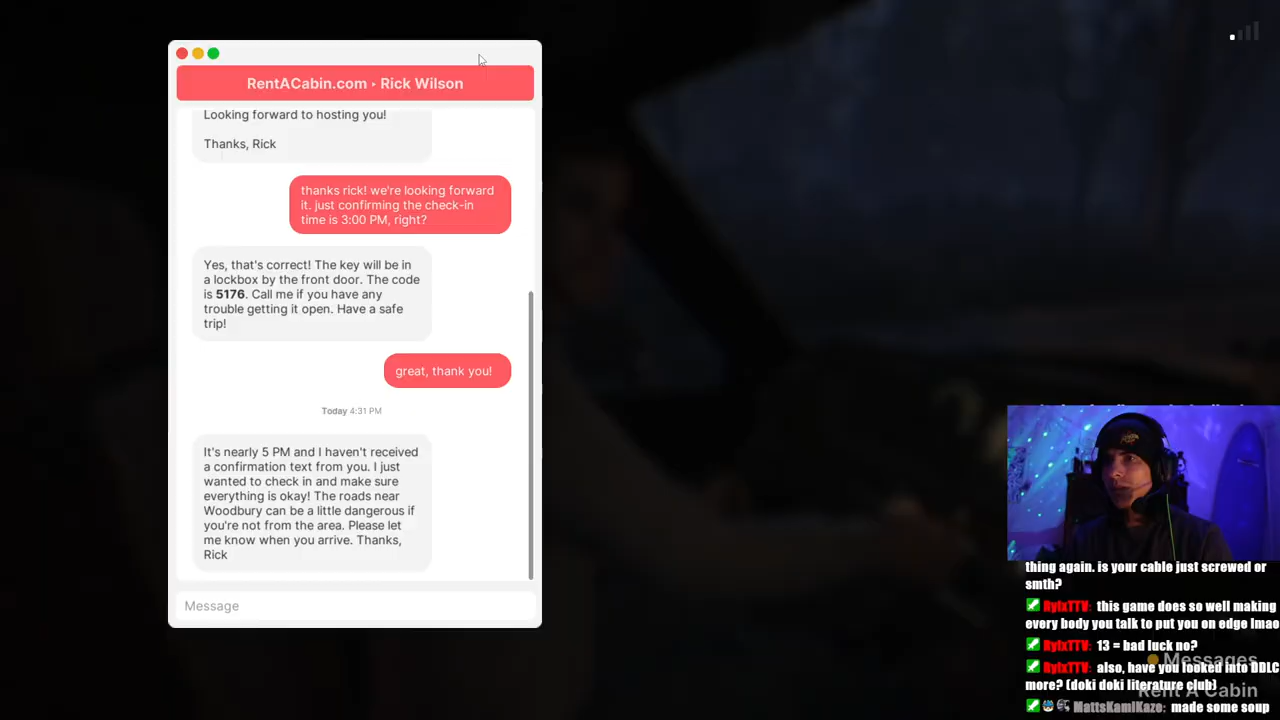 RentACabin.com ▸ Rick Wilson
Looking forward to hosting you!
Thanks, Rick
thanks rick! we're looking forward
it. just confirming the check-in
time is 3:00 PM, right?
Yes, that's correct! The key will be in
a lockbox by the front door. The code
is 5176. Call me if you have any
trouble getting it open. Have a safe
trip!
great, thank you!
Today 4:31 PM
It's nearly 5 PM and I haven't received
a confirmation text from you. I just
wanted to check in and make sure
everything is okay! The roads near
Woodbury can be a little dangerous if
you're not from the area. Please let
me know when you arrive. Thanks,
Rick
Message
thing again. is your cable just screwed or
smth?
RylxTTV: this game does so well making
every body you talk to put you on edge lmao
RylxTTV: 13 = bad luck no?
Messages
RylxTTV: also, have you looked into DDLC
more? (doki doki literature club)
Rent A Cabin
MattsKamiKaze: made some soup